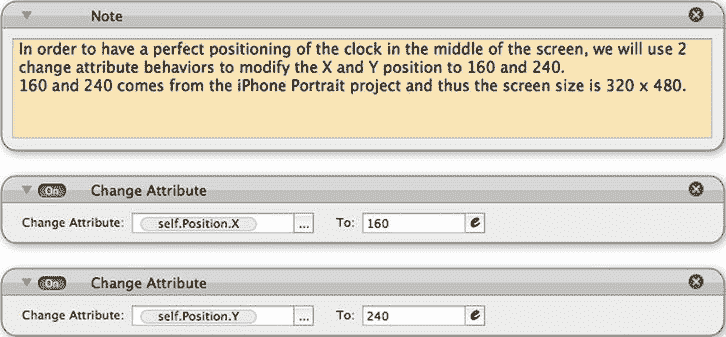 Note
In order to have a perfect positioning of the clock in the middle of the screen, we will use 2
change attribute behaviors to modify the X and Y position to 160 and 240.
160 and 240 comes from the iPhone Portrait project and thus the screen size is 320 x 480.
On Change Attribute
Change Attribute: self.Position.X ... To: 160 e
On Change Attribute
Change Attribute: self.Position.Y ... To: 240 e